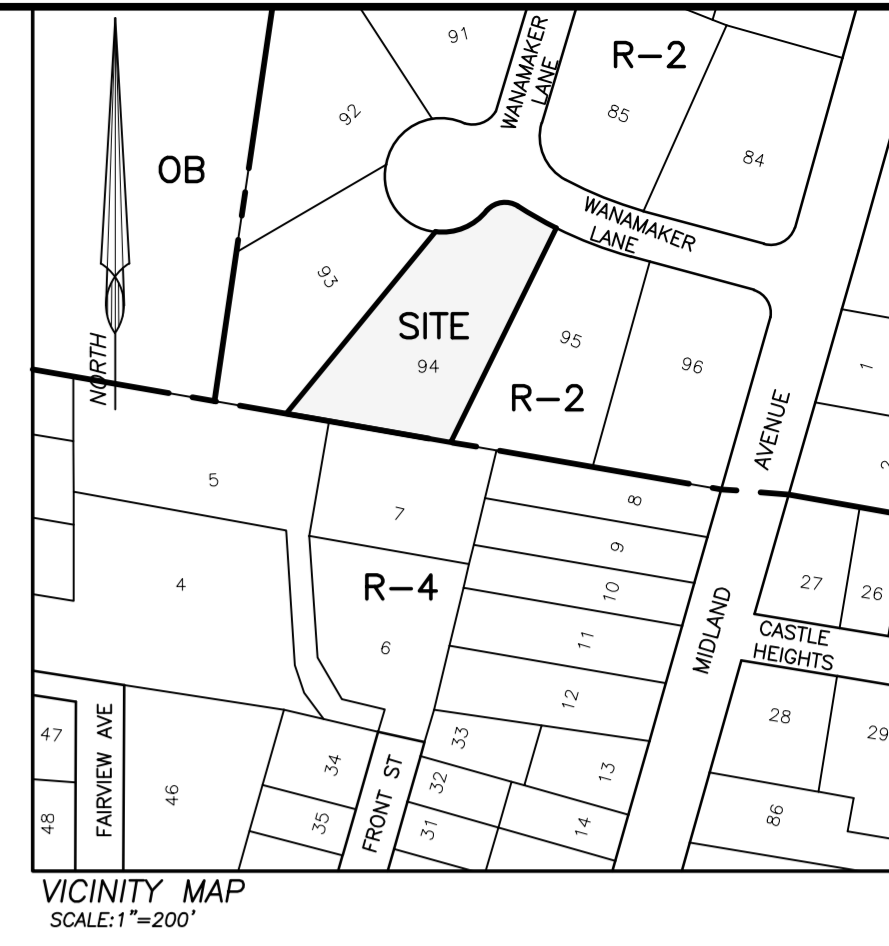 91
WANAMAKER
LANE
R-2
92
85
84
OB
WANAMAKER
LANE
93
SITE
94
95
96
1
NORTH
R-2
AVENUE
2
5
7
8
9
10
27
26
4
R-4
6
11
MIDLAND
CASTLE
HEIGHTS
12
28
29
47
FAIRVIEW AVE
46
34
33
13
32
48
35
FRONT ST
31
14
86
VICINITY MAP
SCALE:1"=200'